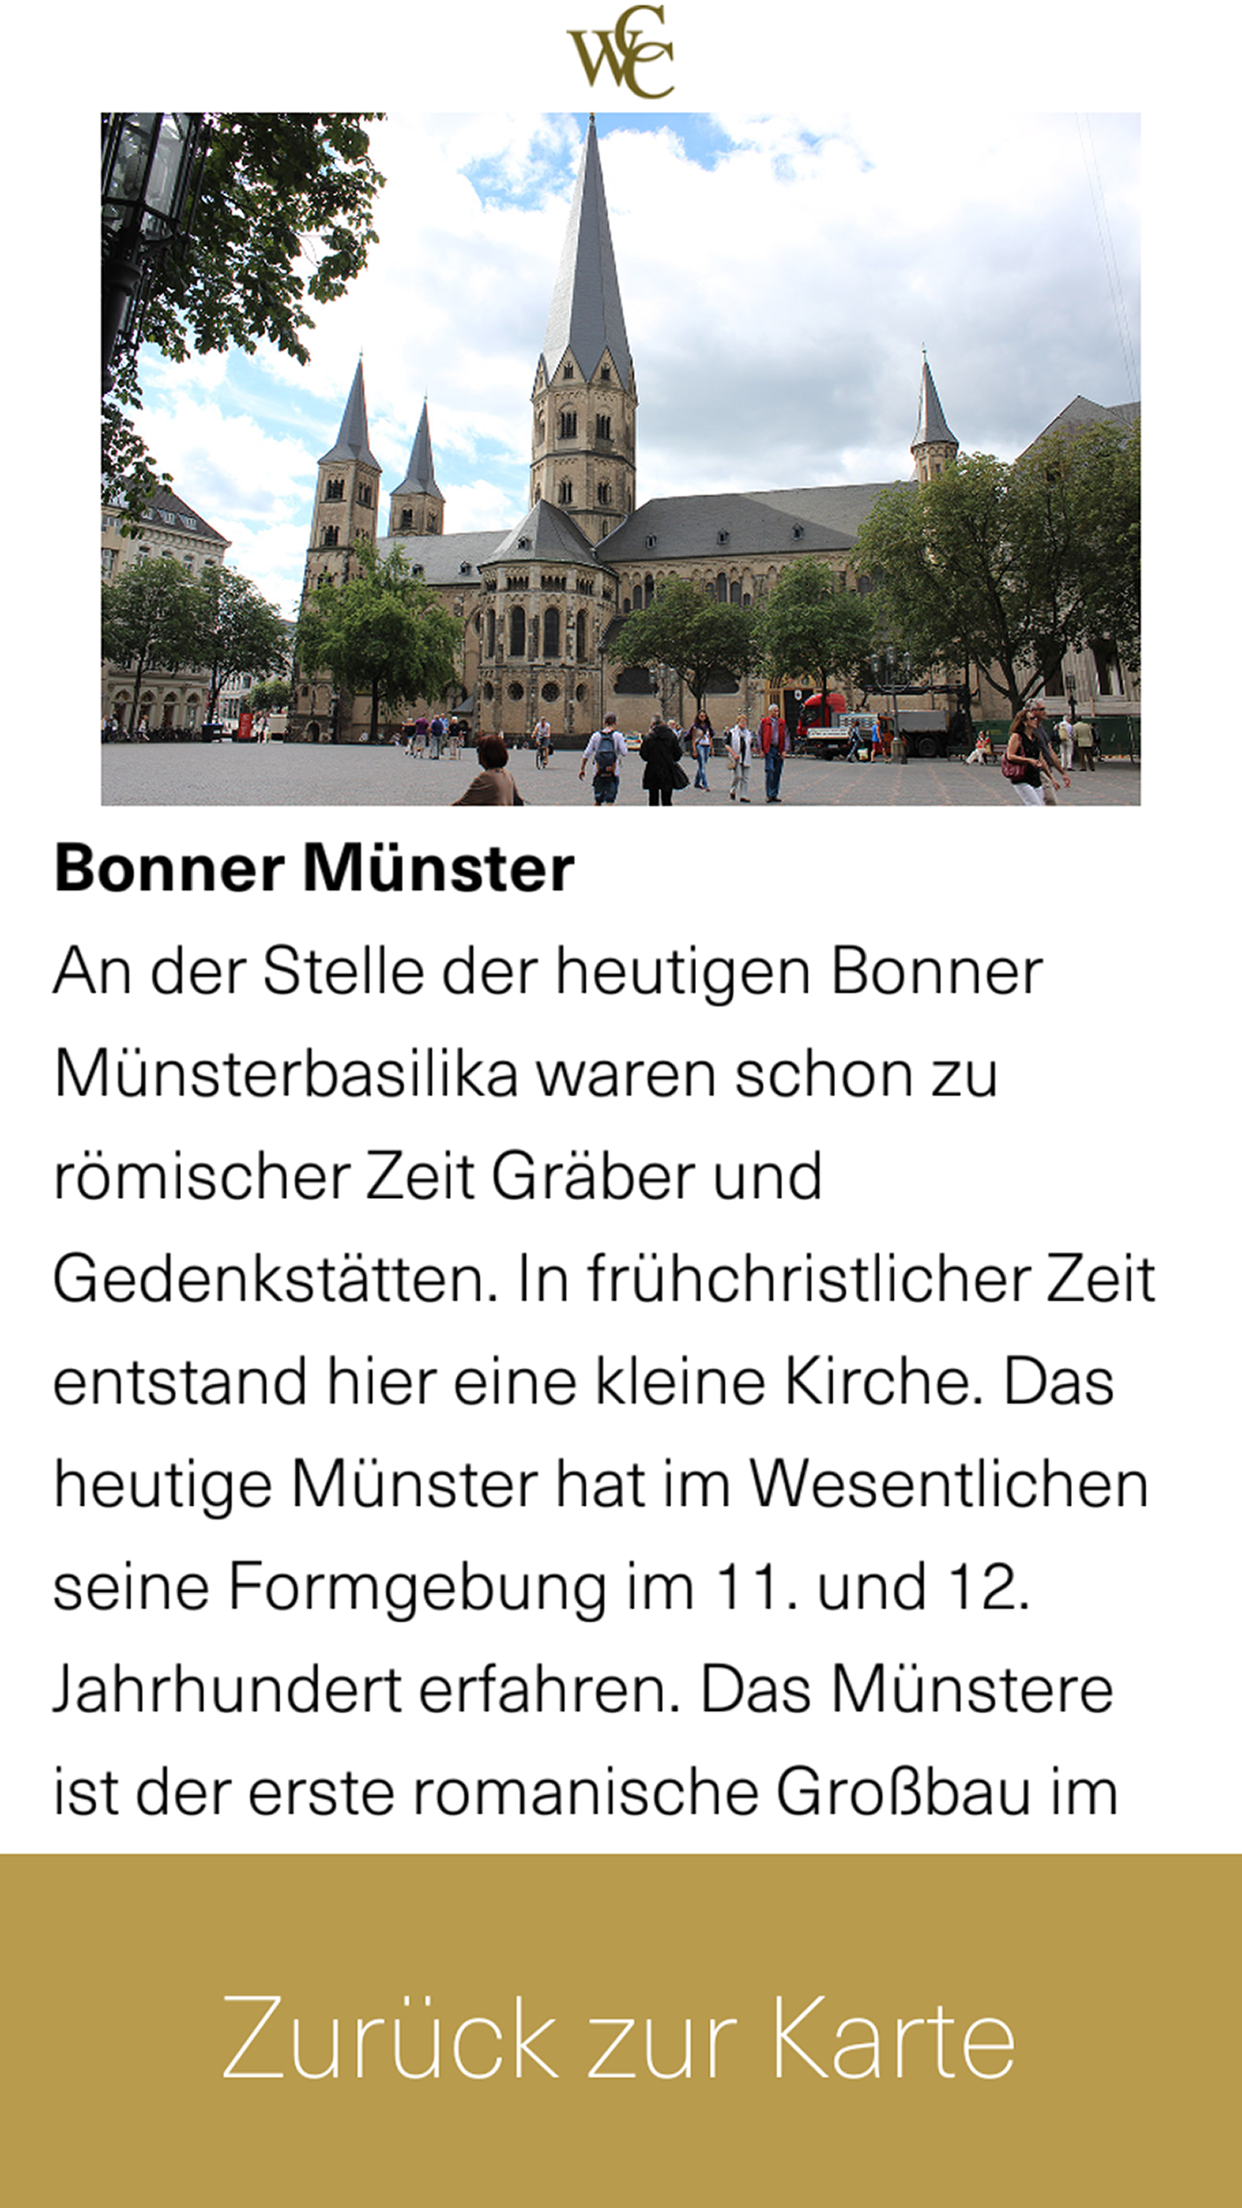 WCC
Bonner Münster
An der Stelle der heutigen Bonner
Münsterbasilika waren schon zu
römischer Zeit Gräber und
Gedenkstätten. In frühchristlicher Zeit
entstand hier eine kleine Kirche. Das
heutige Münster hat im Wesentlichen
seine Formgebung im 11. und 12.
Jahrhundert erfahren. Das Münstere
ist der erste romanische Großbau im
Zurück zur Karte